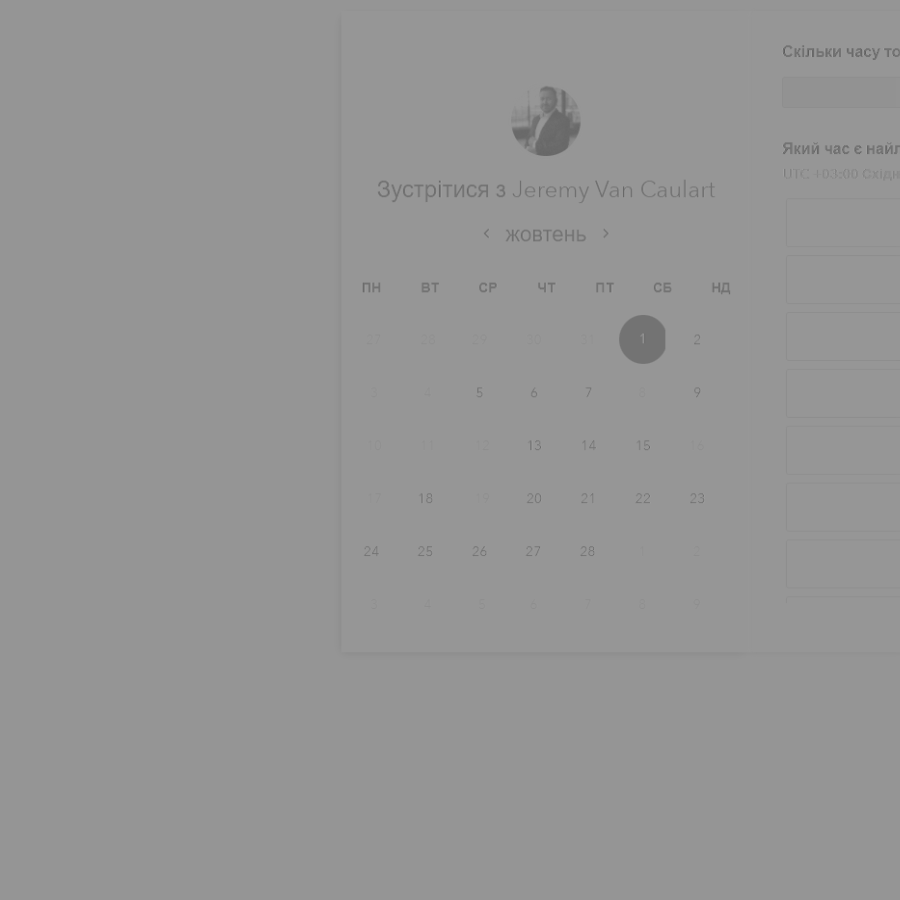 Зустрітися з Jeremy Van Caulart
жовтень
ПН ВТ СР ЧТ ПТ СБ НД
27 28 29 30 31 1 2
3 4 5 6 7 8 9
10 11 12 13 14 15 16
17 18 19 20 21 22 23
24 25 26 27 28 1 2
3 4 5 6 7 8 9
Скільки часу
Який час є
UTC +03:00